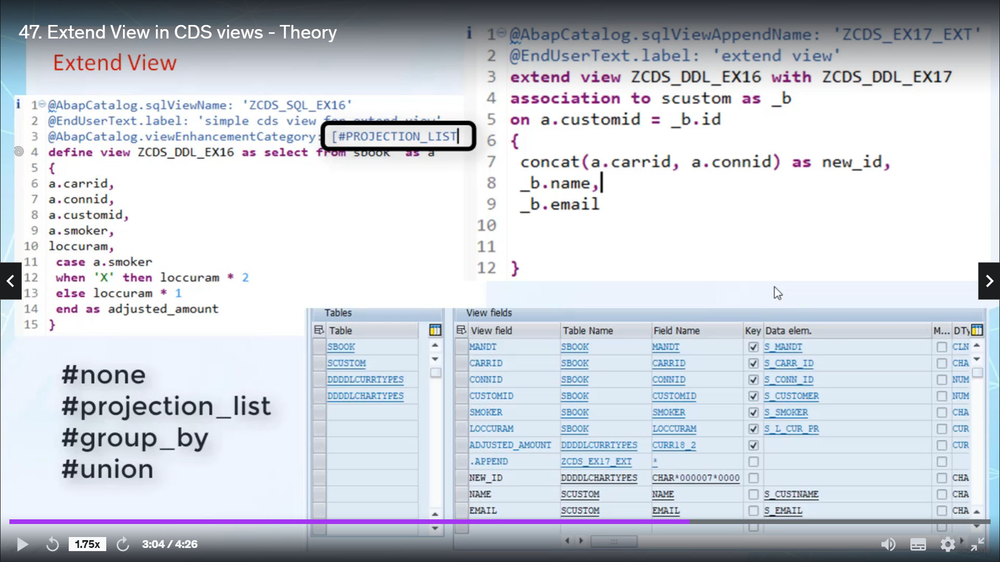 47. Extend View in CDS views - Theory
Extend View
1 @AbapCatalog.sqlViewName: 'ZCDS_SQL_EX16'
2 @EndUserText.label: 'simple cds view for extend view'
3 @AbapCatalog.viewEnhancementCategory: [#PROJECTION_LIST
4 define view ZCDS_DDL_EX16 as select from sbook as a
5 {
6 a.carrid,
7 a.connid,
8 a.customid,
9 a.smoker,
10 loccuram,
11 case a.smoker
12 when 'X' then loccuram * 2
13 else loccuram * 1
14 end as adjusted_amount
15 }
1 @AbapCatalog.sqlViewAppendName: 'ZCDS_EX17_EXT'
2 @EndUserText.label: 'extend view'
3 extend view ZCDS_DDL_EX16 with ZCDS_DDL_EX17
4 association to scustom as _b
5 on a.customid = _b.id
6 {
7 concat(a.carrid, a.connid) as new_id,
8 _b.name,
9 _b.email
10
11
12 }
#none
#projection_list
#group_by
#union
Tables
Table
SBOOK
SCUSTOM
DDDDLCURRTYPES
DDDDLCHARTYPES
View fields
View field Table Name Field Name Key Data elem. M... DTy
MANDT SBOOK MANDT S_MANDT CLN
CARRID SBOOK CARRID S_CARR_ID CHA
CONNID SBOOK CONNID S_CONN_ID NUM
CUSTOMID SBOOK CUSTOMID S_CUSTOMER NUM
SMOKER SBOOK SMOKER S_SMOKER CHA
LOCCURAM SBOOK LOCCURAM S_L_CUR_PR CUR
ADJUSTED_AMOUNT DDDDLCURRTYPES CURR18_2 CUR
.APPEND ZCDS_EX17_EXT *
NEW_ID DDDDLCHARTYPES CHAR*000007*0000 CHA
NAME SCUSTOM NAME S_CUSTNAME CHA
EMAIL SCUSTOM EMAIL S_EMAIL CHA
1.75x 3:04 / 4:26